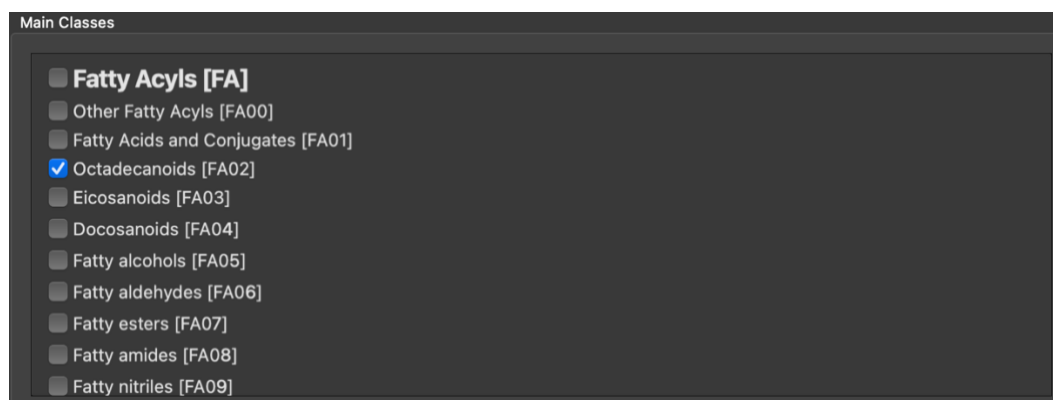 Main Classes
Fatty Acyls [FA]
Other Fatty Acyls [FA00]
Fatty Acids and Conjugates [FA01]
Octadecanoids [FA02]
Eicosanoids [FA03]
Docosanoids [FA04]
Fatty alcohols [FA05]
Fatty aldehydes [FA06]
Fatty esters [FA07]
Fatty amides [FA08]
Fatty nitriles [FA09]